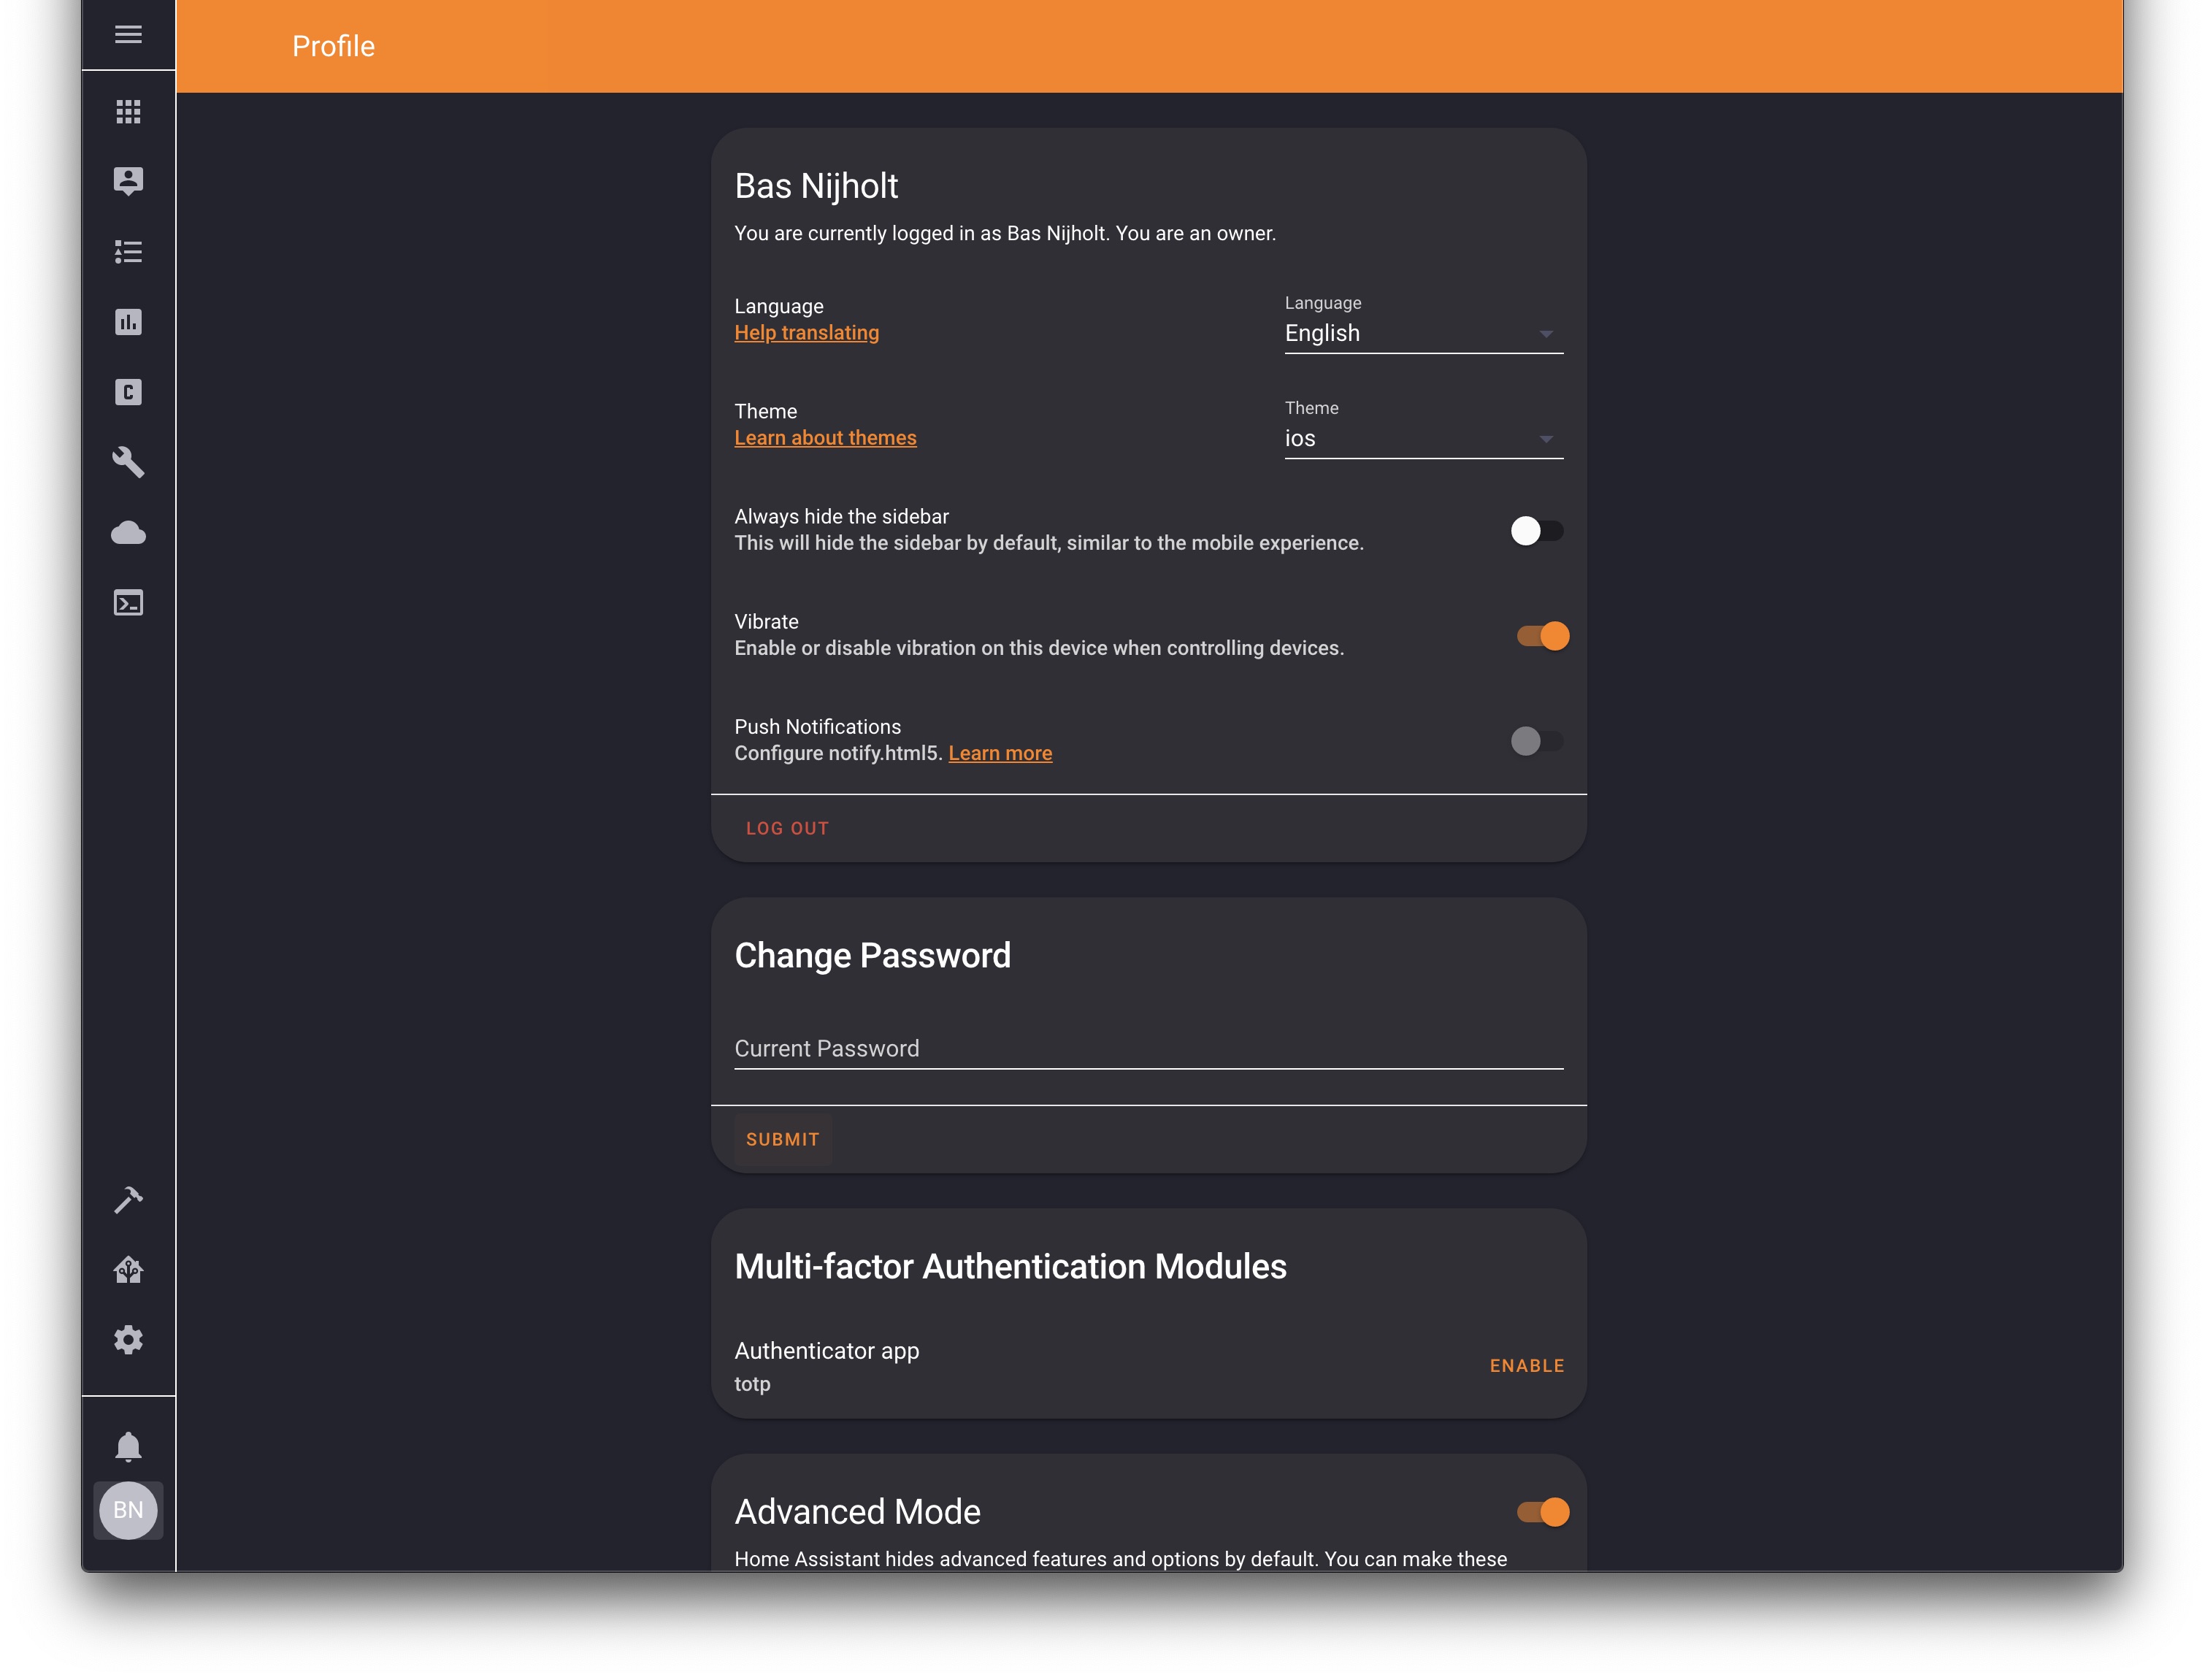 Profile
Bas Nijholt
You are currently logged in as Bas Nijholt. You are an owner.
Language
Help translating
Language
English
Theme
Learn about themes
Theme
ios
Always hide the sidebar
This will hide the sidebar by default, similar to the mobile experience.
Vibrate
Enable or disable vibration on this device when controlling devices.
Push Notifications
Configure notify.html5. Learn more
LOG OUT
Change Password
Current Password
SUBMIT
Multi-factor Authentication Modules
Authenticator app
totp
ENABLE
Advanced Mode
Home Assistant hides advanced features and options by default. You can make these
C
BN